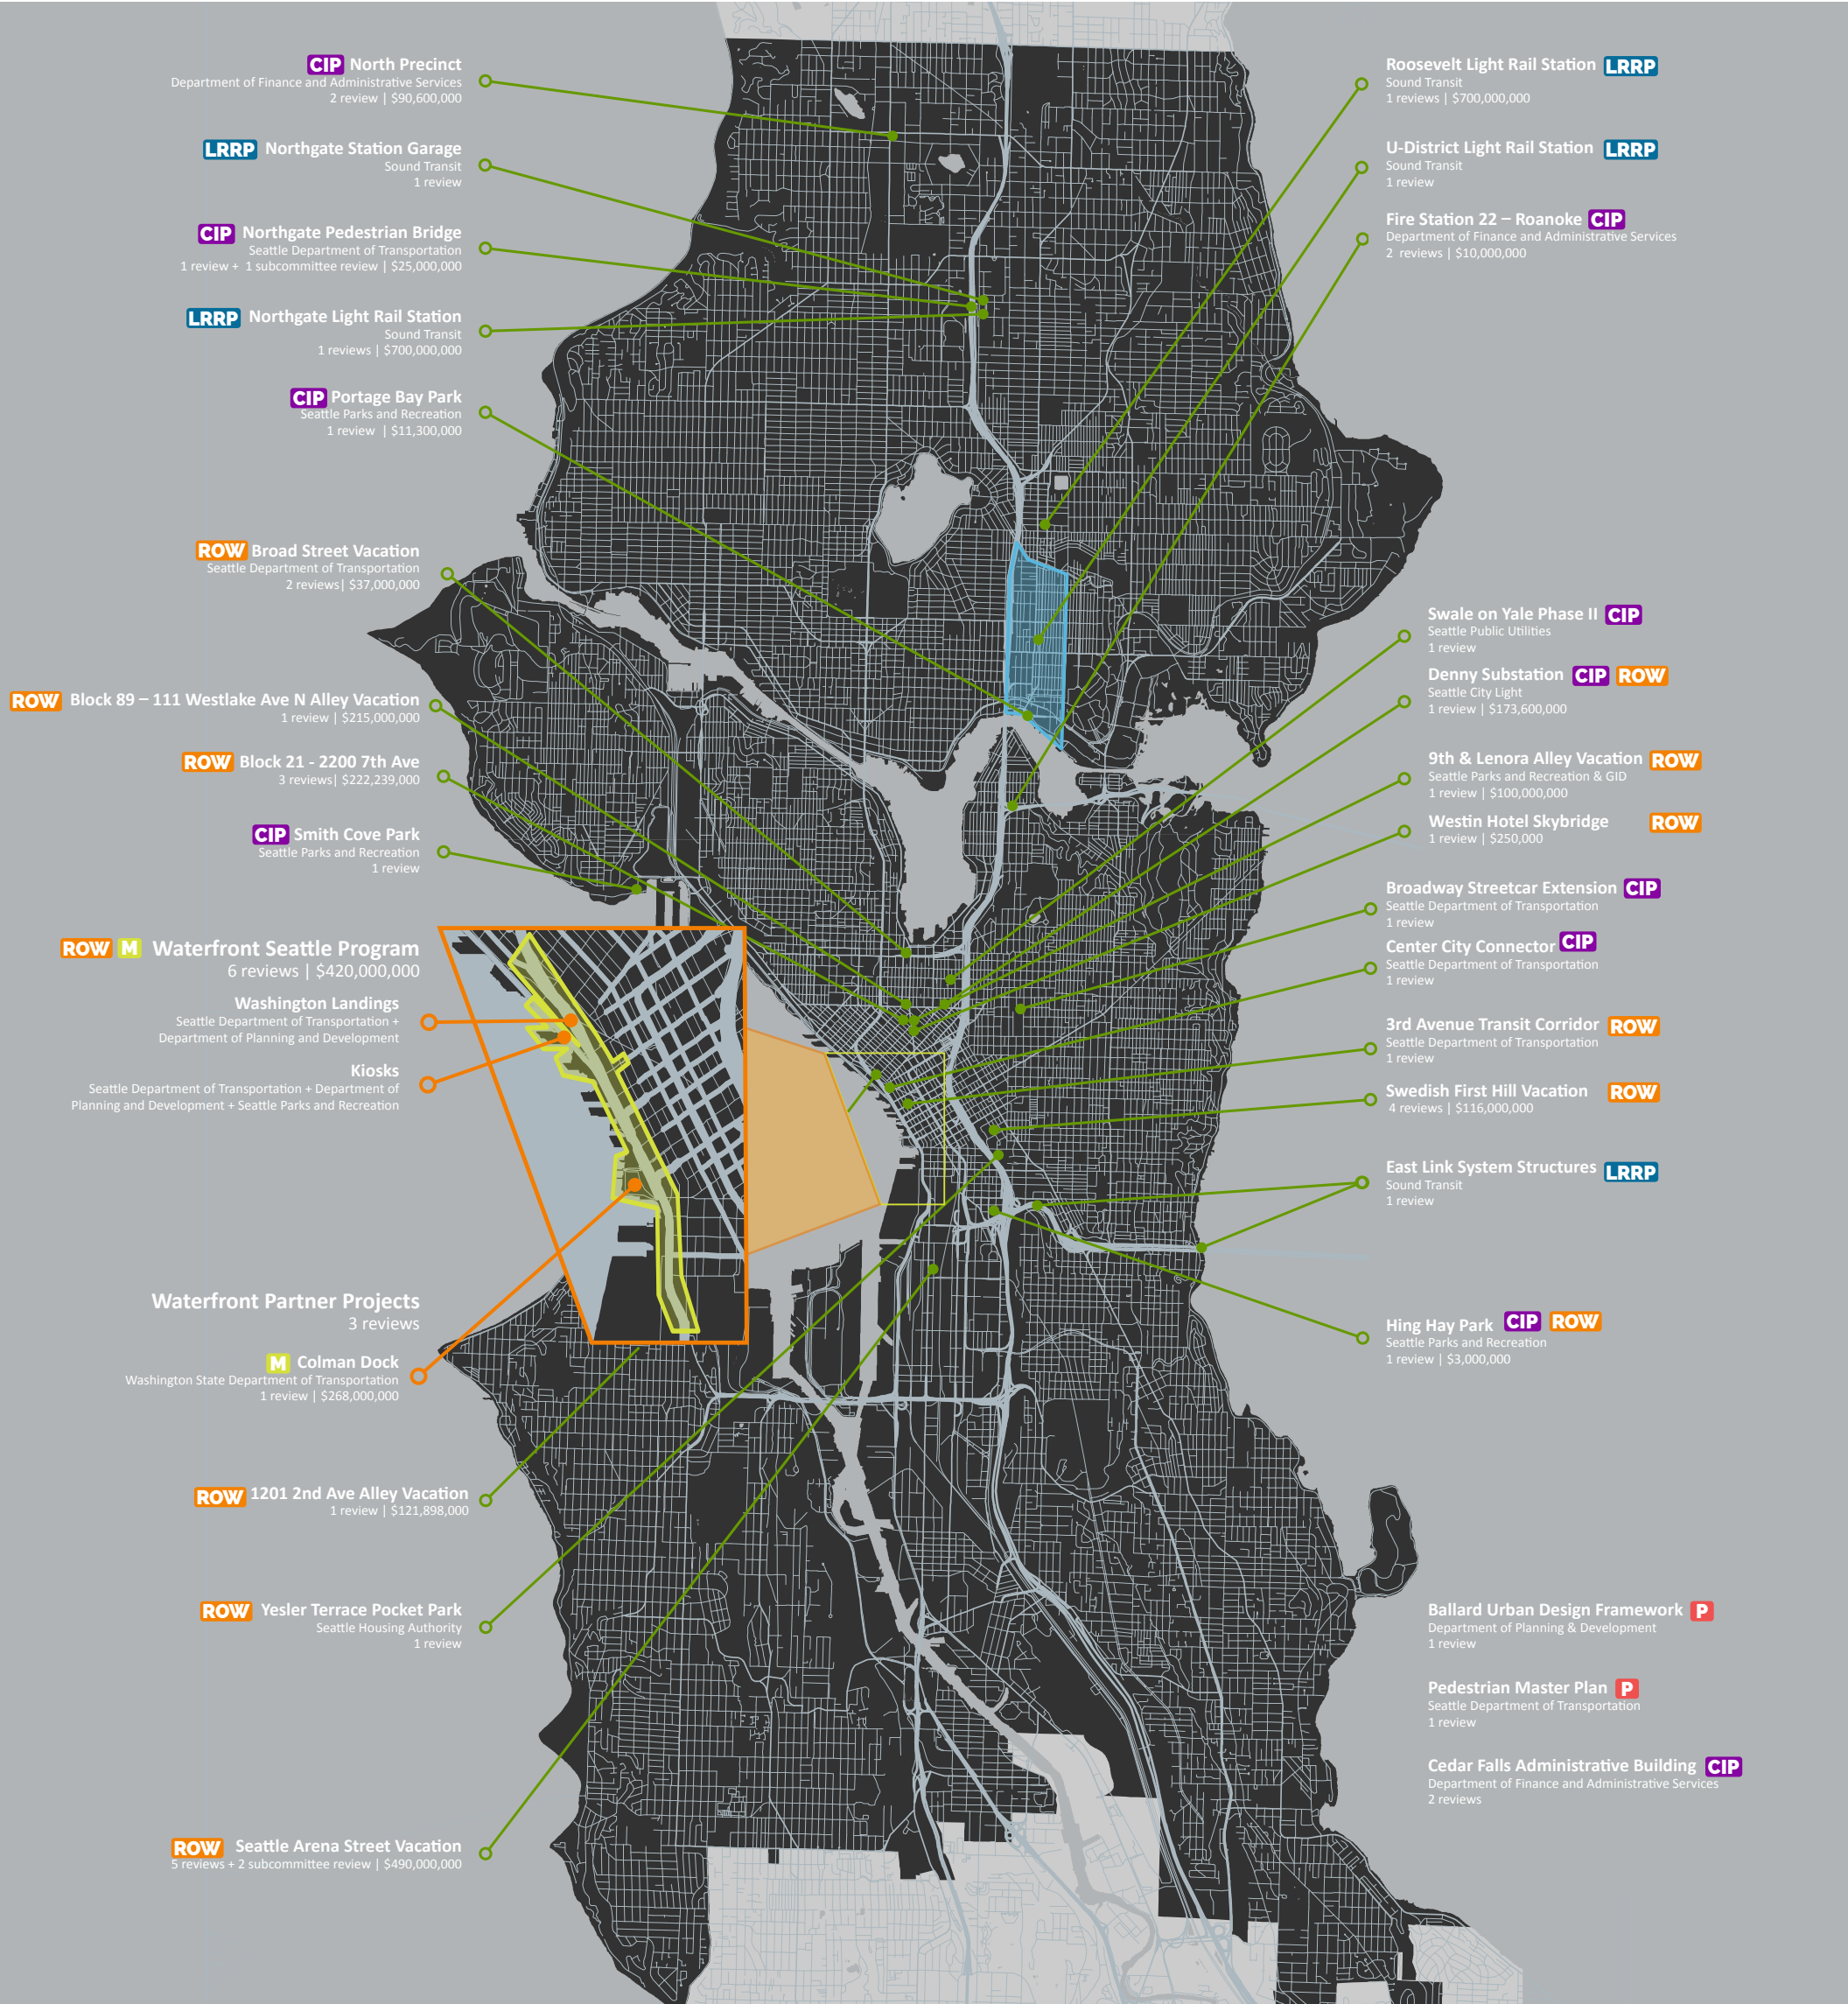 CIP North Precinct
Department of Finance and Administrative Services
2 review | $90,600,000
LRRP Northgate Station Garage
Sound Transit
1 review
CIP Northgate Pedestrian Bridge
Seattle Department of Transportation
1 review + 1 subcommittee review | $25,000,000
LRRP Northgate Light Rail Station
Sound Transit
1 reviews | $700,000,000
CIP Portage Bay Park
Seattle Parks and Recreation
1 review | $11,300,000
ROW Broad Street Vacation
Seattle Department of Transportation
2 reviews| $37,000,000
ROW Block 89 – 111 Westlake Ave N Alley Vacation
1 review | $215,000,000
ROW Block 21 - 2200 7th Ave
3 reviews| $222,239,000
CIP Smith Cove Park
Seattle Parks and Recreation
1 review
ROW M Waterfront Seattle Program
6 reviews | $420,000,000
Washington Landings
Seattle Department of Transportation +
Department of Planning and Development
Kiosks
Seattle Department of Transportation + Department of
Planning and Development + Seattle Parks and Recreation
Waterfront Partner Projects
3 reviews
M Colman Dock
Washington State Department of Transportation
1 review | $268,000,000
ROW 1201 2nd Ave Alley Vacation
1 review | $121,898,000
ROW Yesler Terrace Pocket Park
Seattle Housing Authority
1 review
ROW Seattle Arena Street Vacation
5 reviews + 2 subcommittee review | $490,000,000
Roosevelt Light Rail Station LRRP
Sound Transit
1 reviews | $700,000,000
U-District Light Rail Station LRRP
Sound Transit
1 review
Fire Station 22 – Roanoke CIP
Department of Finance and Administrative Services
2 reviews | $10,000,000
Swale on Yale Phase II CIP
Seattle Public Utilities
1 review
Denny Substation CIP ROW
Seattle City Light
1 review | $173,600,000
9th & Lenora Alley Vacation ROW
Seattle Parks and Recreation & GID
1 review | $100,000,000
Westin Hotel Skybridge ROW
1 review | $250,000
Broadway Streetcar Extension CIP
Seattle Department of Transportation
1 review
Center City Connector CIP
Seattle Department of Transportation
1 review
3rd Avenue Transit Corridor ROW
Seattle Department of Transportation
1 review
Swedish First Hill Vacation ROW
4 reviews | $116,000,000
East Link System Structures LRRP
Sound Transit
1 review
Hing Hay Park CIP ROW
Seattle Parks and Recreation
1 review | $3,000,000
Ballard Urban Design Framework P
Department of Planning & Development
1 review
Pedestrian Master Plan P
Seattle Department of Transportation
1 review
Cedar Falls Administrative Building CIP
Department of Finance and Administrative Services
2 reviews